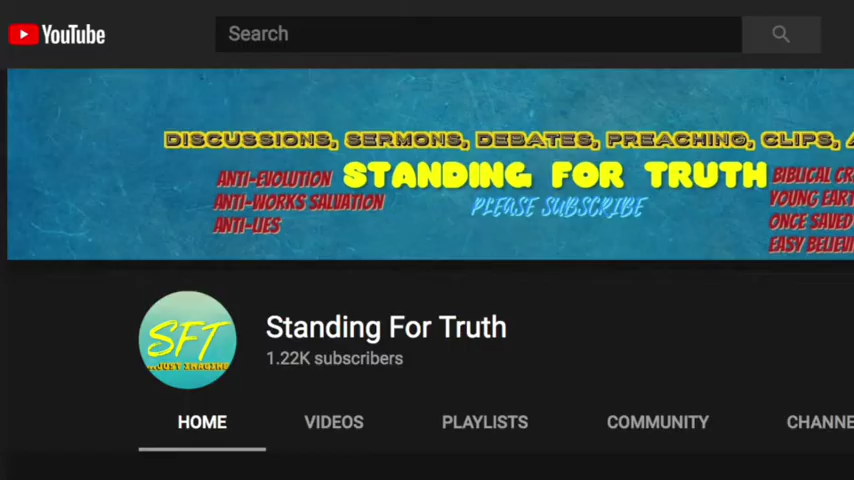 YouTube
Search
DISCUSSIONS, SERMONS, DEBATES, PREACHING, CLIPS,
ANTI-EVOLUTION
ANTI-WORKS SALVATION
ANTI-LIES
STANDING FOR TRUTH
PLEASE SUBSCRIBE
BIBLICAL CR
YOUNG EART
ONCE SAVED
EASY BELIEVI
SFT
JUST IMAGINE
Standing For Truth
1.22K subscribers
HOME VIDEOS PLAYLISTS COMMUNITY CHANNE